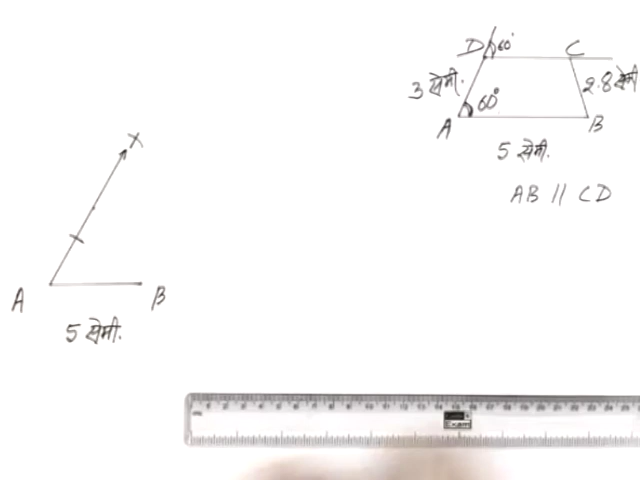 D 60° C
3 सेमी. 60° 2.8 सेमी
A B
5 सेमी.
AB || CD
X
A B
5 सेमी.